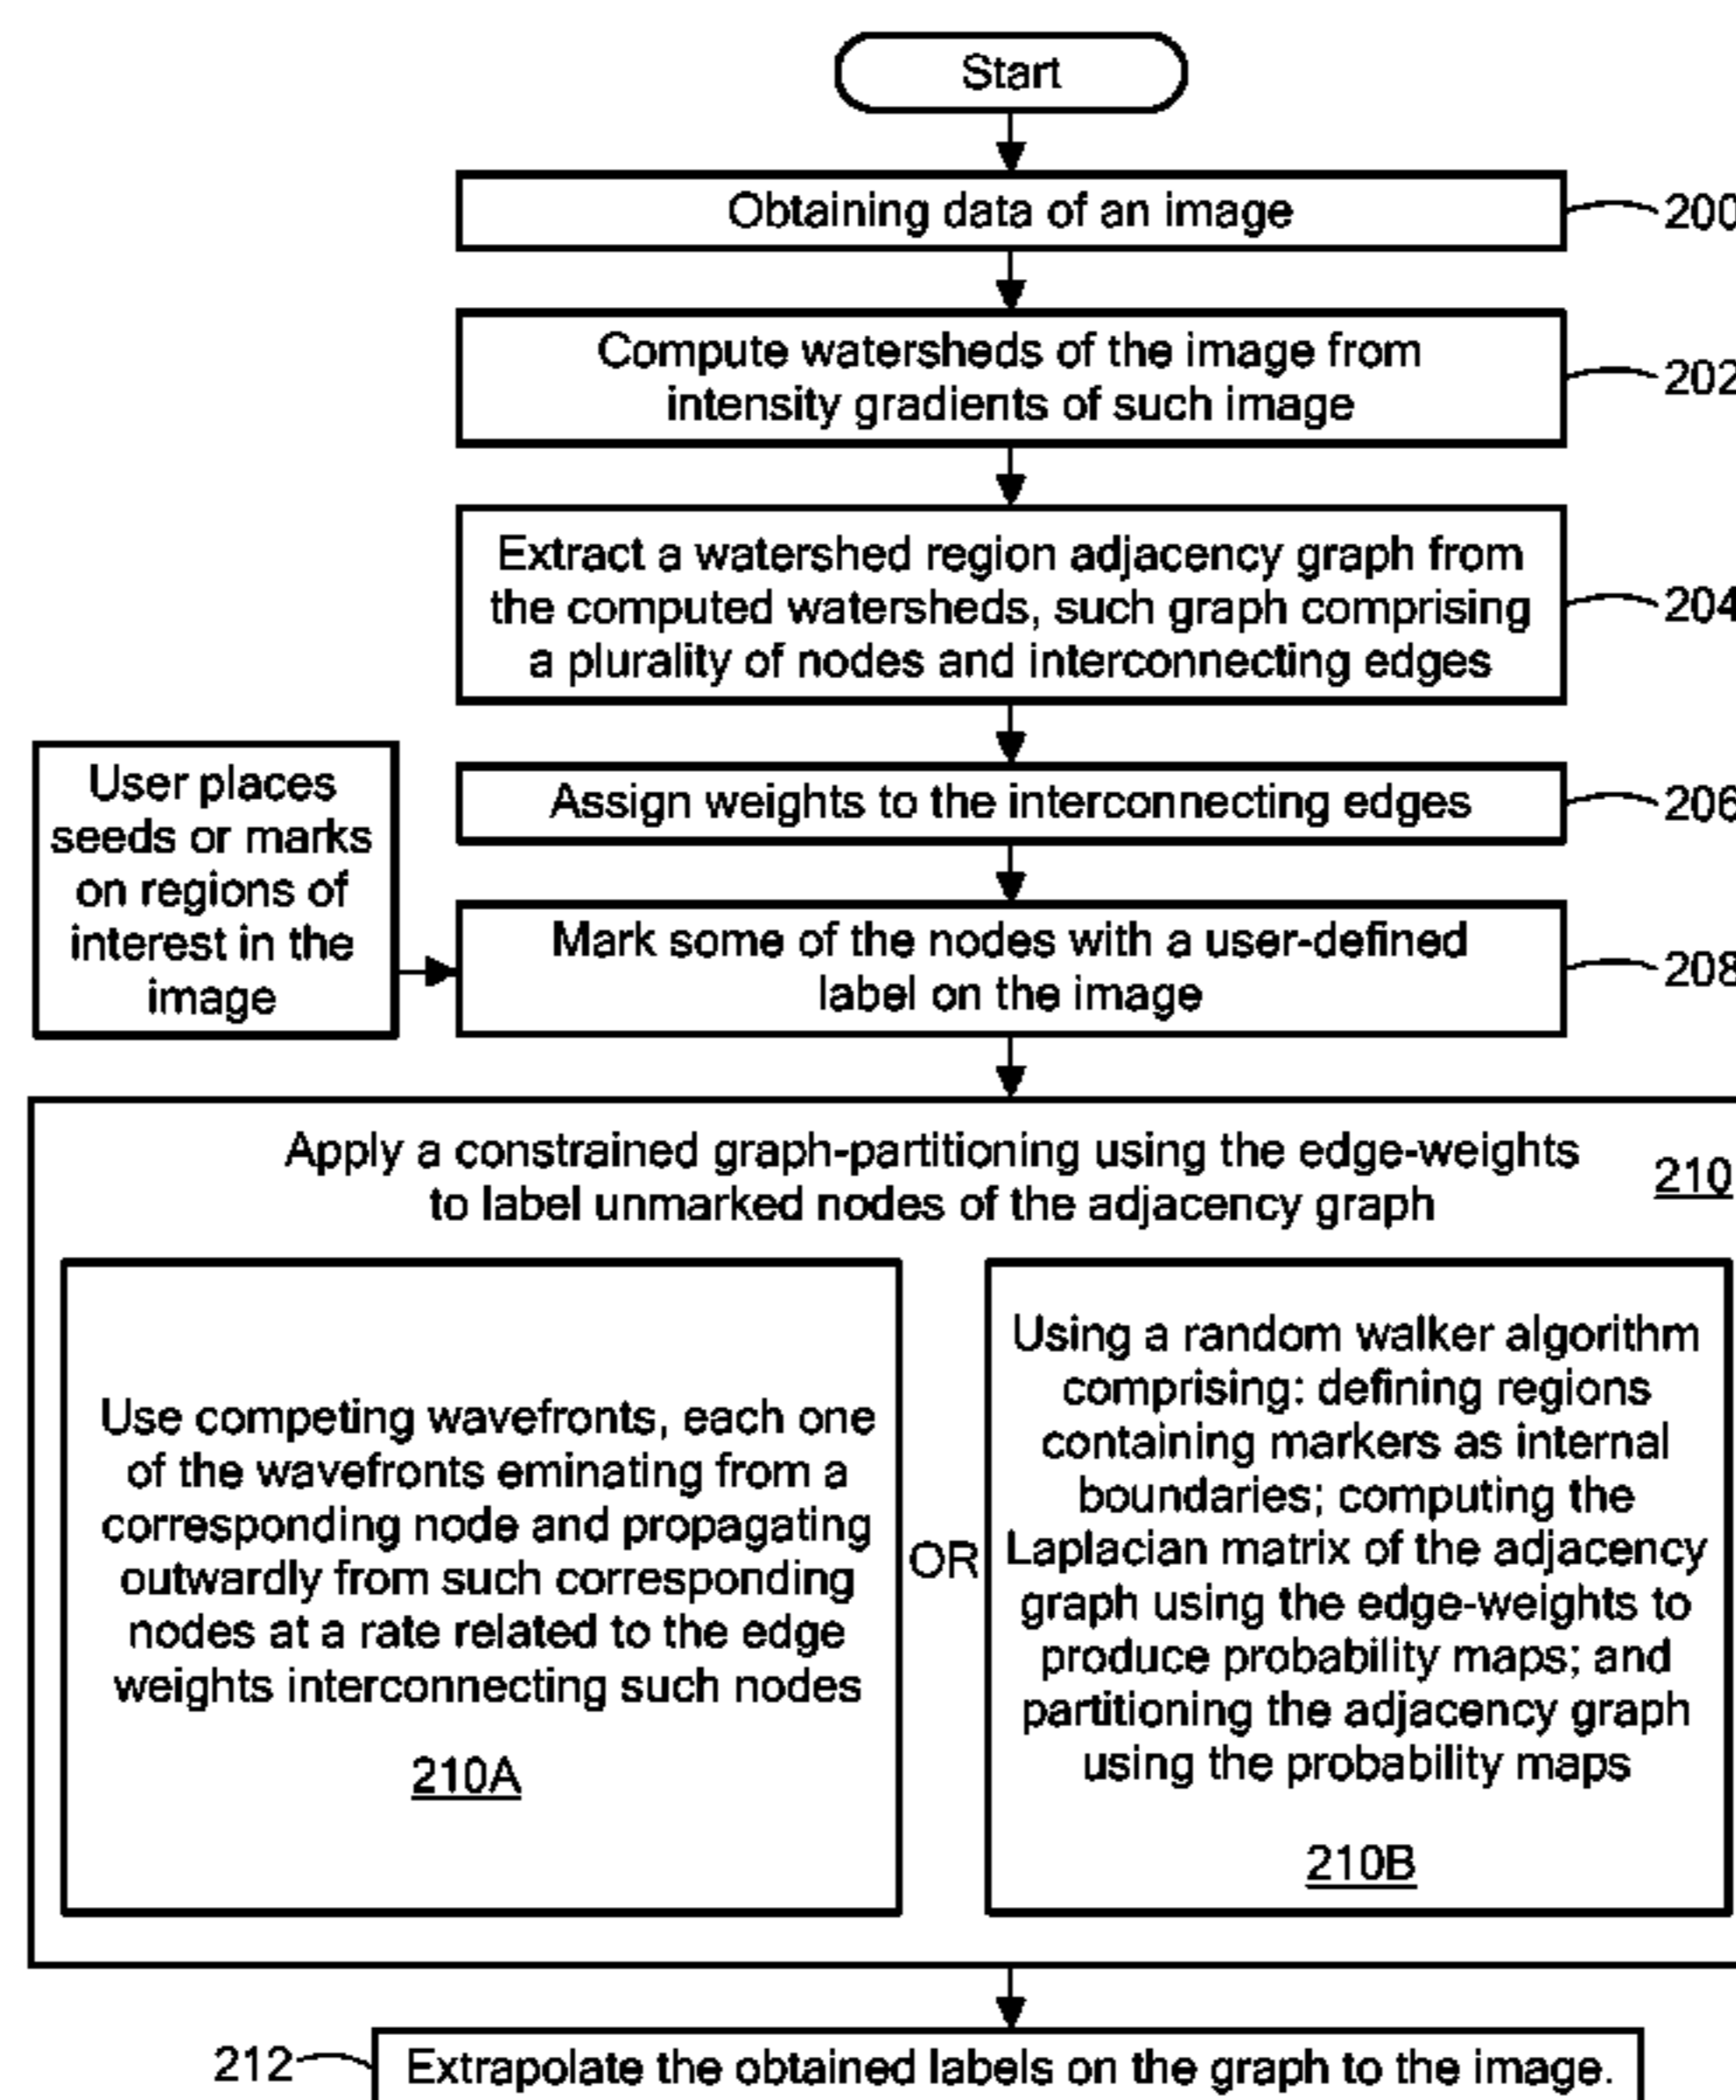 Start
Obtaining data of an image
200
Compute watersheds of the image from
intensity gradients of such image
202
Extract a watershed region adjacency graph from
the computed watersheds, such graph comprising
a plurality of nodes and interconnecting edges
204
Assign weights to the interconnecting edges
206
User places
seeds or marks
on regions of
interest in the
image
Mark some of the nodes with a user-defined
label on the image
208
Apply a constrained graph-partitioning using the edge-weights
to label unmarked nodes of the adjacency graph
210
Use competing wavefronts, each one
of the wavefronts eminating from a
corresponding node and propagating
outwardly from such corresponding
nodes at a rate related to the edge
weights interconnecting such nodes
210A
OR
Using a random walker algorithm
comprising: defining regions
containing markers as internal
boundaries; computing the
Laplacian matrix of the adjacency
graph using the edge-weights to
produce probability maps; and
partitioning the adjacency graph
using the probability maps
210B
212
Extrapolate the obtained labels on the graph to the image.